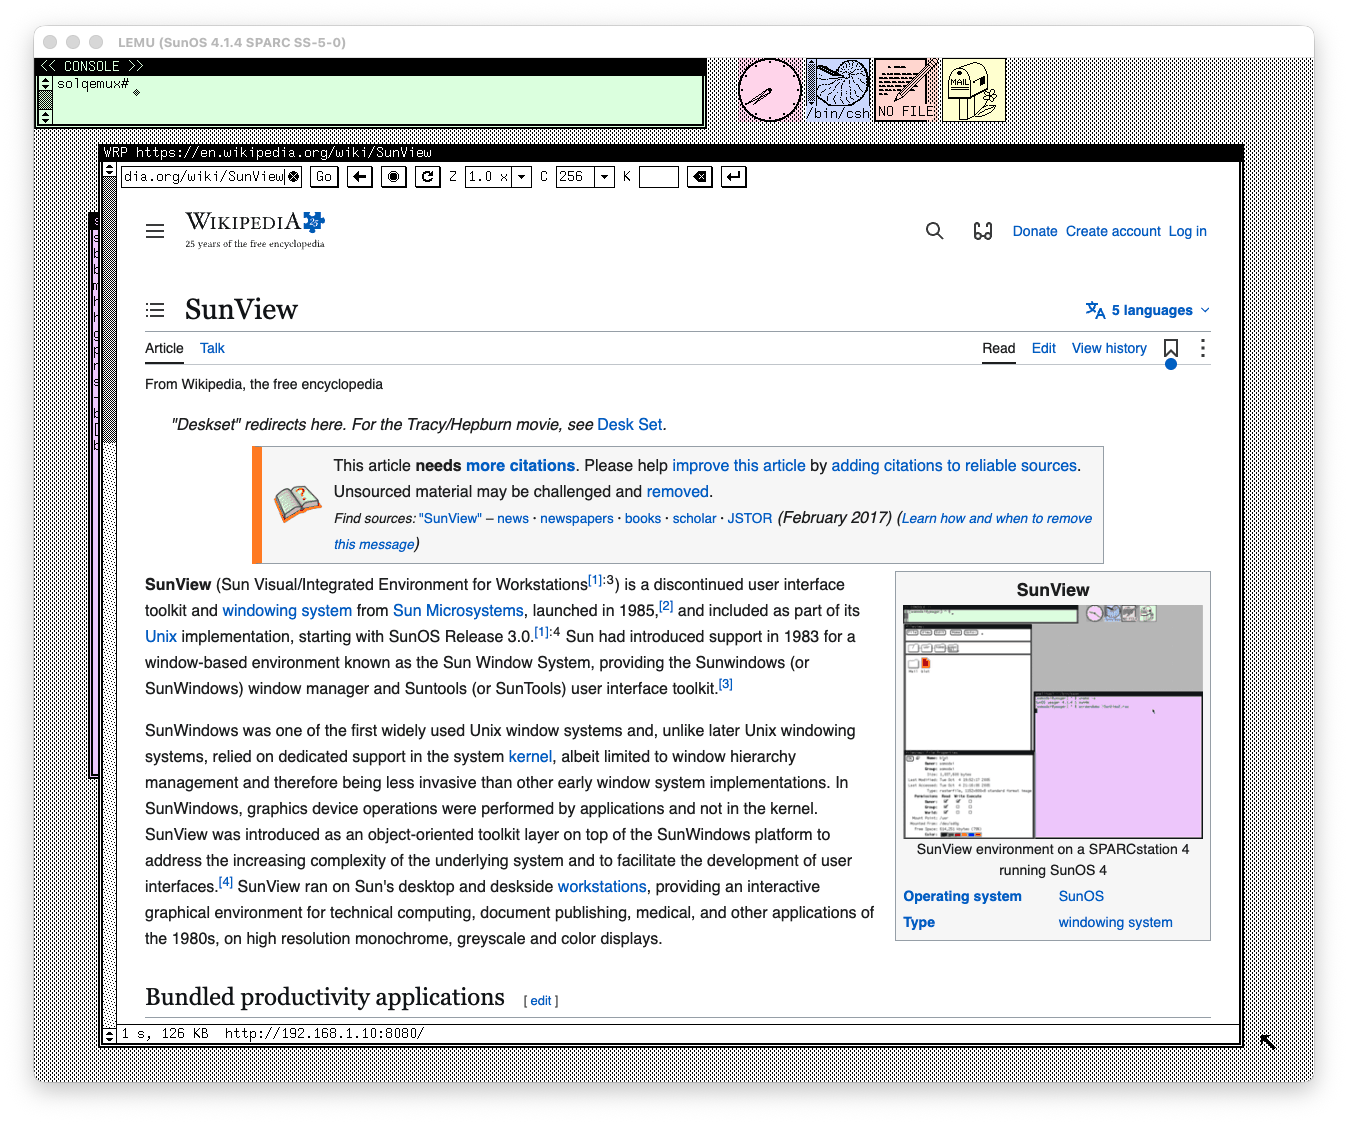 LEMU (SunOS 4.1.4 SPARC SS-5-0)
<< CONSOLE >>
solqemux#
/bin/csh
NO FILE
MAIL
WRP https://en.wikipedia.org/wiki/SunView
dia.org/wiki/SunView Go Z 1.0 x C 256 K
WIKIPEDIA 25
25 years of the free encyclopedia
Donate Create account Log in
SunView
5 languages
Article Talk Read Edit View history
From Wikipedia, the free encyclopedia
"Deskset" redirects here. For the Tracy/Hepburn movie, see Desk Set.
This article needs more citations. Please help improve this article by adding citations to reliable sources.
Unsourced material may be challenged and removed.
Find sources: "SunView" – news · newspapers · books · scholar · JSTOR (February 2017) (Learn how and when to remove
this message)
SunView (Sun Visual/Integrated Environment for Workstations[1]:3) is a discontinued user interface
toolkit and windowing system from Sun Microsystems, launched in 1985,[2] and included as part of its
Unix implementation, starting with SunOS Release 3.0.[1]:4 Sun had introduced support in 1983 for a
window-based environment known as the Sun Window System, providing the Sunwindows (or
SunWindows) window manager and Suntools (or SunTools) user interface toolkit.[3]
SunWindows was one of the first widely used Unix window systems and, unlike later Unix windowing
systems, relied on dedicated support in the system kernel, albeit limited to window hierarchy
management and therefore being less invasive than other early window system implementations. In
SunWindows, graphics device operations were performed by applications and not in the kernel.
SunView was introduced as an object-oriented toolkit layer on top of the SunWindows platform to
address the increasing complexity of the underlying system and to facilitate the development of user
interfaces.[4] SunView ran on Sun's desktop and deskside workstations, providing an interactive
graphical environment for technical computing, document publishing, medical, and other applications of
the 1980s, on high resolution monochrome, greyscale and color displays.
SunView
SunView environment on a SPARCstation 4
running SunOS 4
Operating system SunOS
Type windowing system
Bundled productivity applications [ edit ]
1 s, 126 KB http://192.168.1.10:8080/